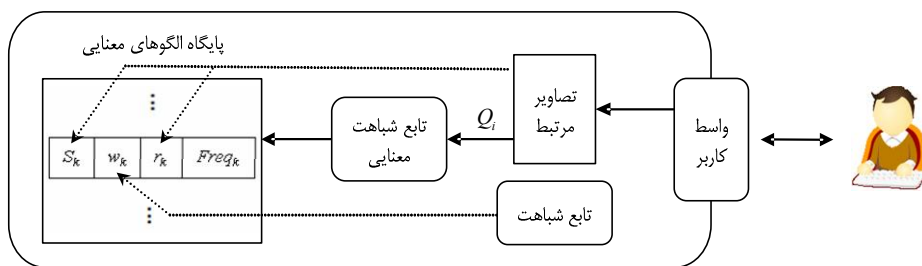 پایگاه الگوهای معنایی
تصاویر
مرتبط
واسط
کاربر
Q_i
تابع شباهت
معنایی
S_k w_k r_k Freq_k
تابع شباهت